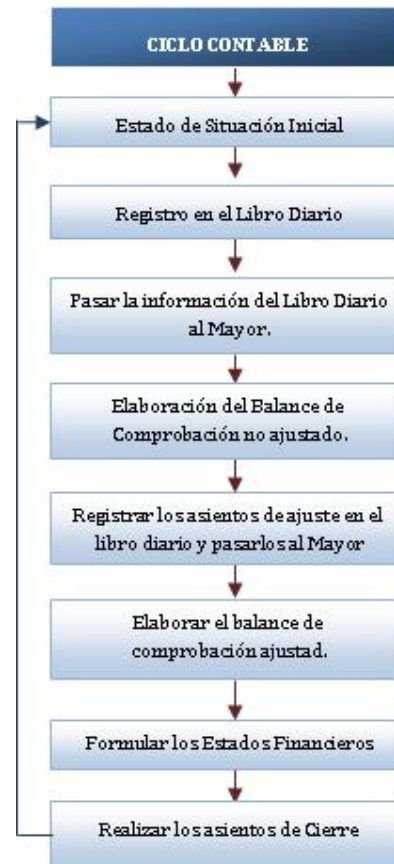 CICLO CONTABLE
Estado de Situación Inicial
Registro en el Libro Diario
Pasar la información del Libro Diario
al Mayor.
Elaboración del Balance de
Comprobación no ajustado.
Registrar los asientos de ajuste en el
libro diario y pasarlos al Mayor
Elaborar el balance de
comprobación ajustad.
Formular los Estados Financieros
Realizar los asientos de Cierre